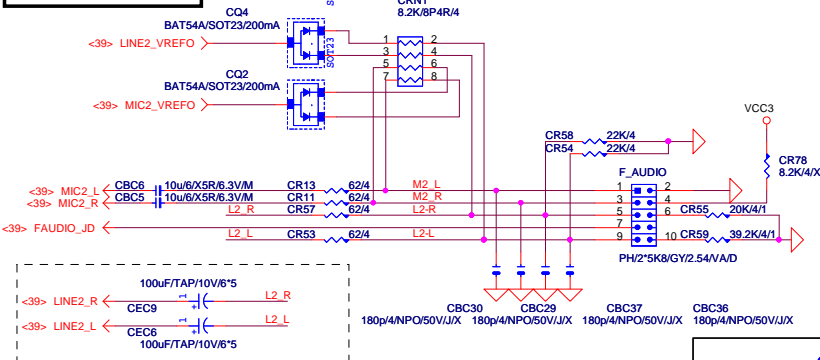 CRN1
8.2K/8P4R/4
CQ4
BAT54A/SOT23/200mA
<39> LINE2_VREFO
SOT23
1 2
3 4
5 6
7 8
CQ2
BAT54A/SOT23/200mA
<39> MIC2_VREFO
VCC3
CR58 22K/4
CR54 22K/4
CR78
8.2K/4/X
F_AUDIO
<39> MIC2_L CBC6 10u/6/X5R/6.3V/M CR13 62/4 M2_L 1 2
<39> MIC2_R CBC5 10u/6/X5R/6.3V/M CR11 62/4 M2_R 3 4
L2_R CR57 62/4 L2-R 5 6 CR55 20K/4/1
<39> FAUDIO_JD 7
L2_L CR53 62/4 L2-L 9 10 CR59 39.2K/4/1
PH/2*5K8/GY/2.54/VA/D
100uF/TAP/10V/6*5
<39> LINE2_R 1 + L2_R
CEC9
<39> LINE2_L 1 + L2_L
CEC6
100uF/TAP/10V/6*5
CBC30 CBC29 CBC37 CBC36
180p/4/NPO/50V/J/X 180p/4/NPO/50V/J/X 180p/4/NPO/50V/J/X 180p/4/NPO/50V/J/X